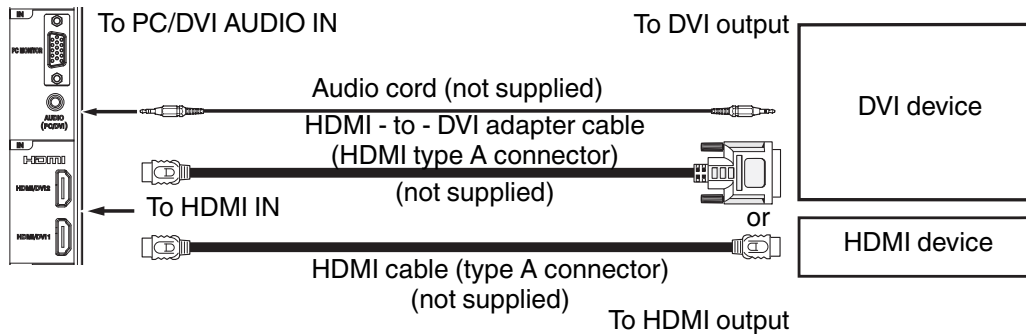 IN
To PC/DVI AUDIO IN
To DVI output
PC MONITOR
Audio cord (not supplied)
DVI device
AUDIO
(PC/DVI)
HDMI - to - DVI adapter cable
(HDMI type A connector)
(not supplied)
IN
HDMI
HDMI/DVI2
To HDMI IN
or
HDMI/DVI1
HDMI device
HDMI cable (type A connector)
(not supplied)
To HDMI output